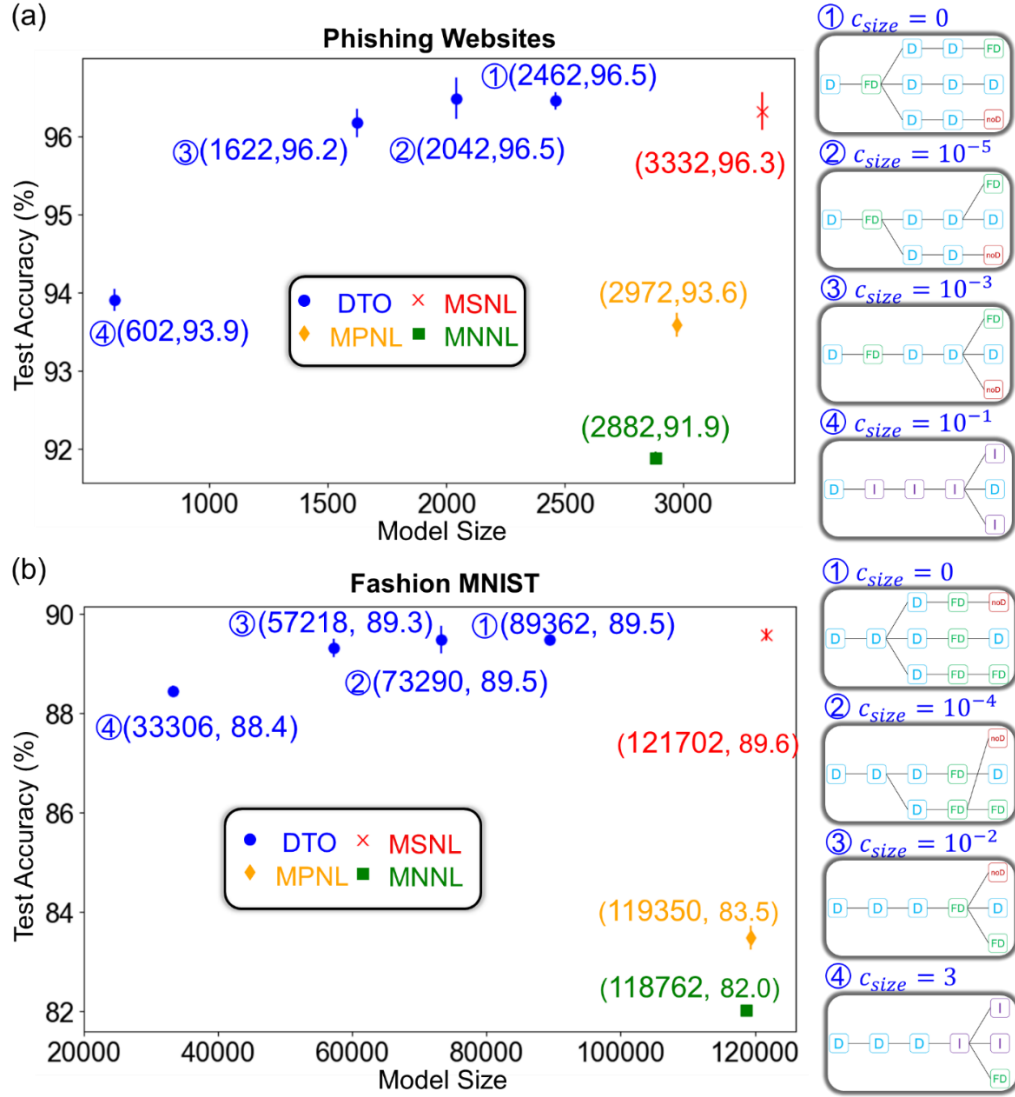 (a)
Phishing Websites
Test Accuracy (%)
96
95
94
93
92
①(2462,96.5)
③(1622,96.2)
②(2042,96.5)
(3332,96.3)
④(602,93.9)
(2972,93.6)
(2882,91.9)
DTO
MSNL
MPNL
MNNL
1000
1500
2000
2500
3000
Model Size
① c_size = 0
D D FD
D FD D D D
D D noD
② c_size = 10^-5
FD
D FD D D D
D D noD
③ c_size = 10^-3
FD
D FD D D D
noD
④ c_size = 10^-1
I
D I I I D
I
(b)
Fashion MNIST
Test Accuracy (%)
90
88
86
84
82
③(57218, 89.3)
①(89362, 89.5)
②(73290, 89.5)
④(33306, 88.4)
(121702, 89.6)
(119350, 83.5)
(118762, 82.0)
DTO
MSNL
MPNL
MNNL
20000
40000
60000
80000
100000
120000
Model Size
① c_size = 0
D FD noD
D D D FD D
D FD FD
② c_size = 10^-4
noD
D D D FD D
D FD FD
③ c_size = 10^-2
noD
D D D FD D
FD
④ c_size = 3
I
D D D I I
FD